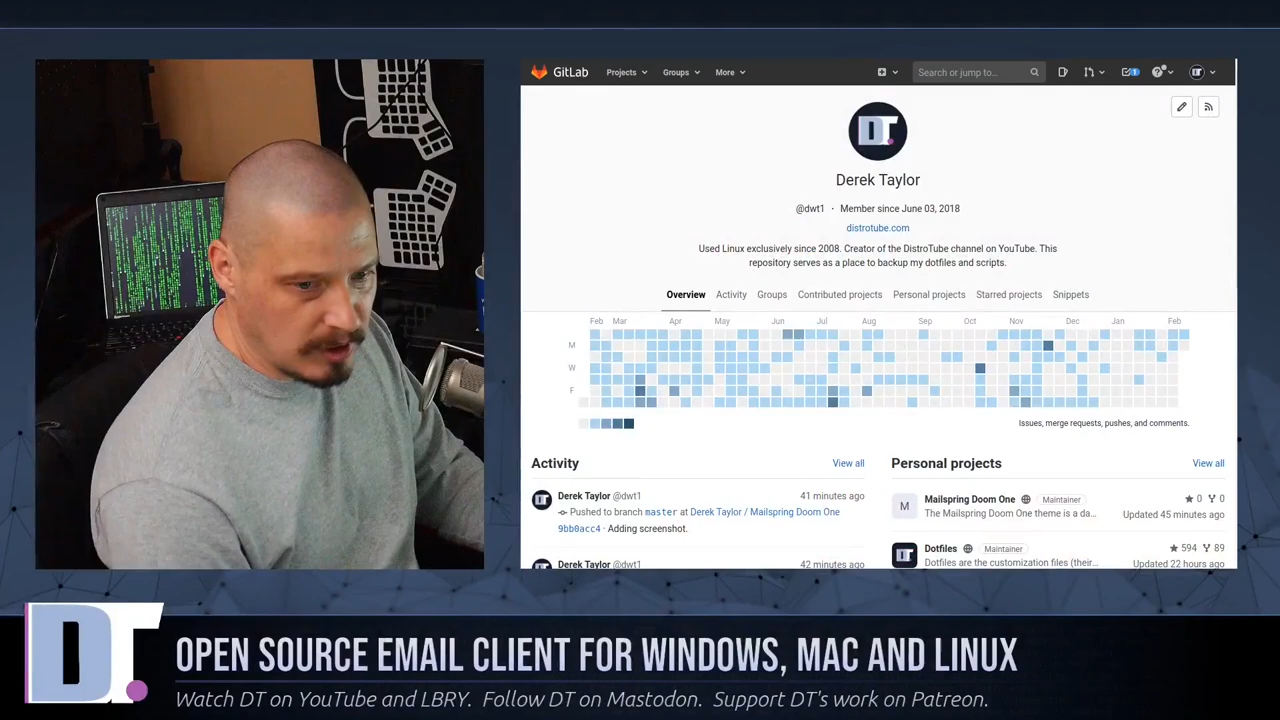 GitLab Projects Groups More Search or jump to... 1
DT.
Derek Taylor
@dwt1 · Member since June 03, 2018
distrotube.com
Used Linux exclusively since 2008. Creator of the DistroTube channel on YouTube. This
repository serves as a place to backup my dotfiles and scripts.
Overview Activity Groups Contributed projects Personal projects Starred projects Snippets
Feb Mar Apr May Jun Jul Aug Sep Oct Nov Dec Jan Feb
M
W
F
Issues, merge requests, pushes, and comments.
Activity View all
Derek Taylor @dwt1 41 minutes ago
Pushed to branch master at Derek Taylor / Mailspring Doom One
9bb0acc4 · Adding screenshot.
Derek Taylor @dwt1 42 minutes ago
Personal projects View all
M Mailspring Doom One Maintainer 0 0
The Mailspring Doom One theme is a da... Updated 45 minutes ago
DT. Dotfiles Maintainer 594 89
Dotfiles are the customization files (their... Updated 22 hours ago
DT.
OPEN SOURCE EMAIL CLIENT FOR WINDOWS, MAC AND LINUX
Watch DT on YouTube and LBRY. Follow DT on Mastodon. Support DT's work on Patreon.